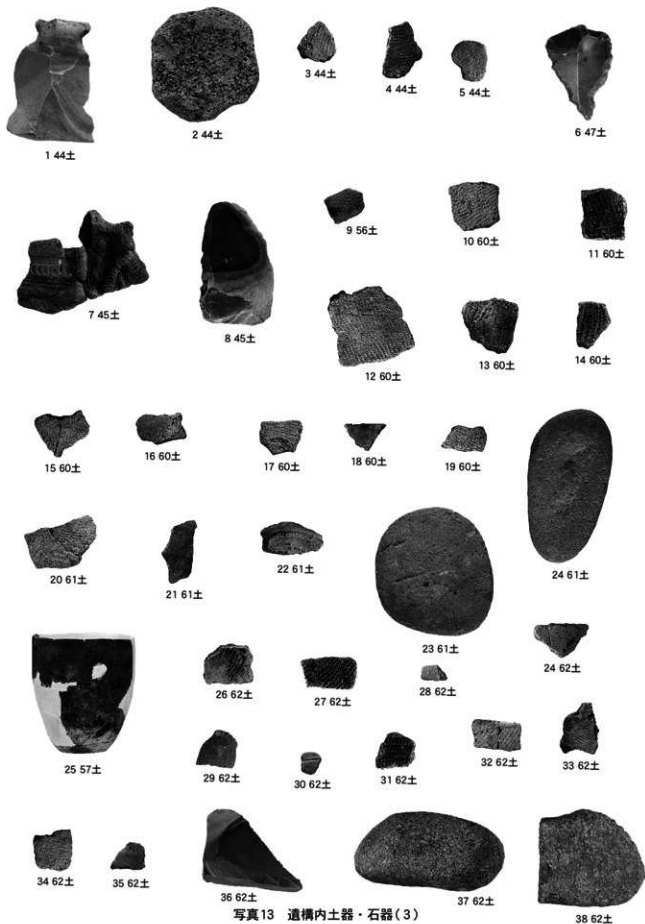 1 44土
2 44土
3 44土
4 44土
5 44土
6 47土
7 45土
8 45土
9 56土
10 60土
11 60土
12 60土
13 60土
14 60土
15 60土
16 60土
17 60土
18 60土
19 60土
20 61土
21 61土
22 61土
23 61土
24 61土
24 62土
25 57土
26 62土
27 62土
28 62土
29 62土
30 62土
31 62土
32 62土
33 62土
34 62土
35 62土
36 62土
37 62土
38 62土
写真13 遺構内土器・石器(3)